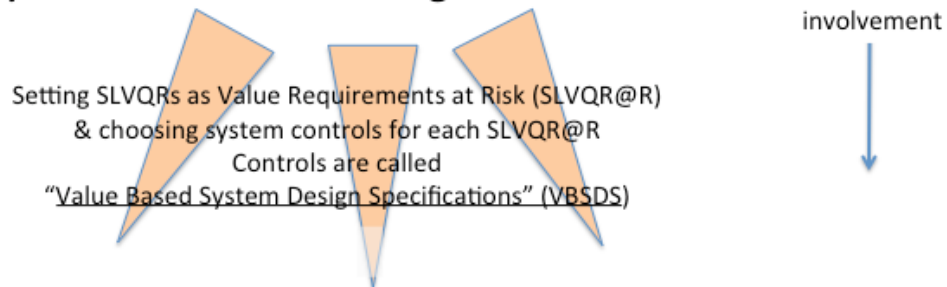 involvement
Setting SLVQRs as Value Requirements at Risk (SLVQR@R)
& choosing system controls for each SLVQR@R
Controls are called
“Value Based System Design Specifications” (VBSDS)